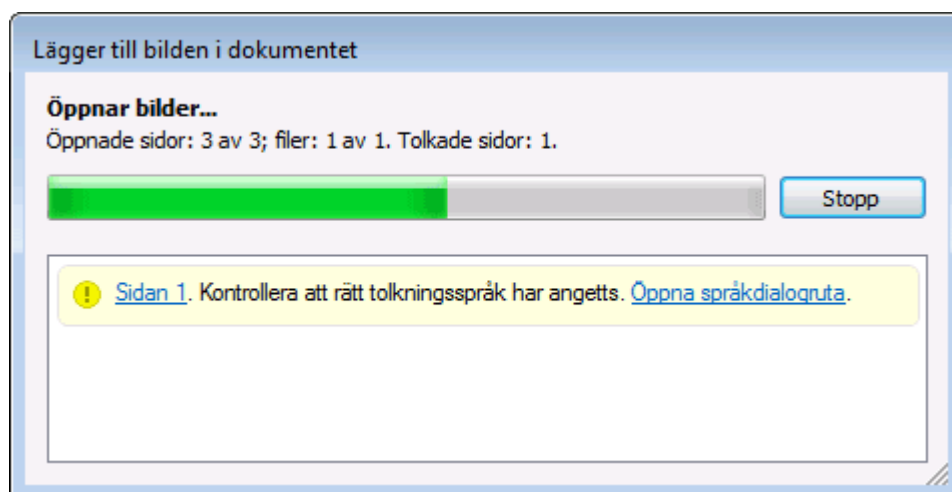 Lägger till bilden i dokumentet
Öppnar bilder...
Öppnade sidor: 3 av 3; filer: 1 av 1. Tolkade sidor: 1.
Stopp
Sidan 1. Kontrollera att rätt tolkningsspråk har angetts. Öppna språkdialogruta.